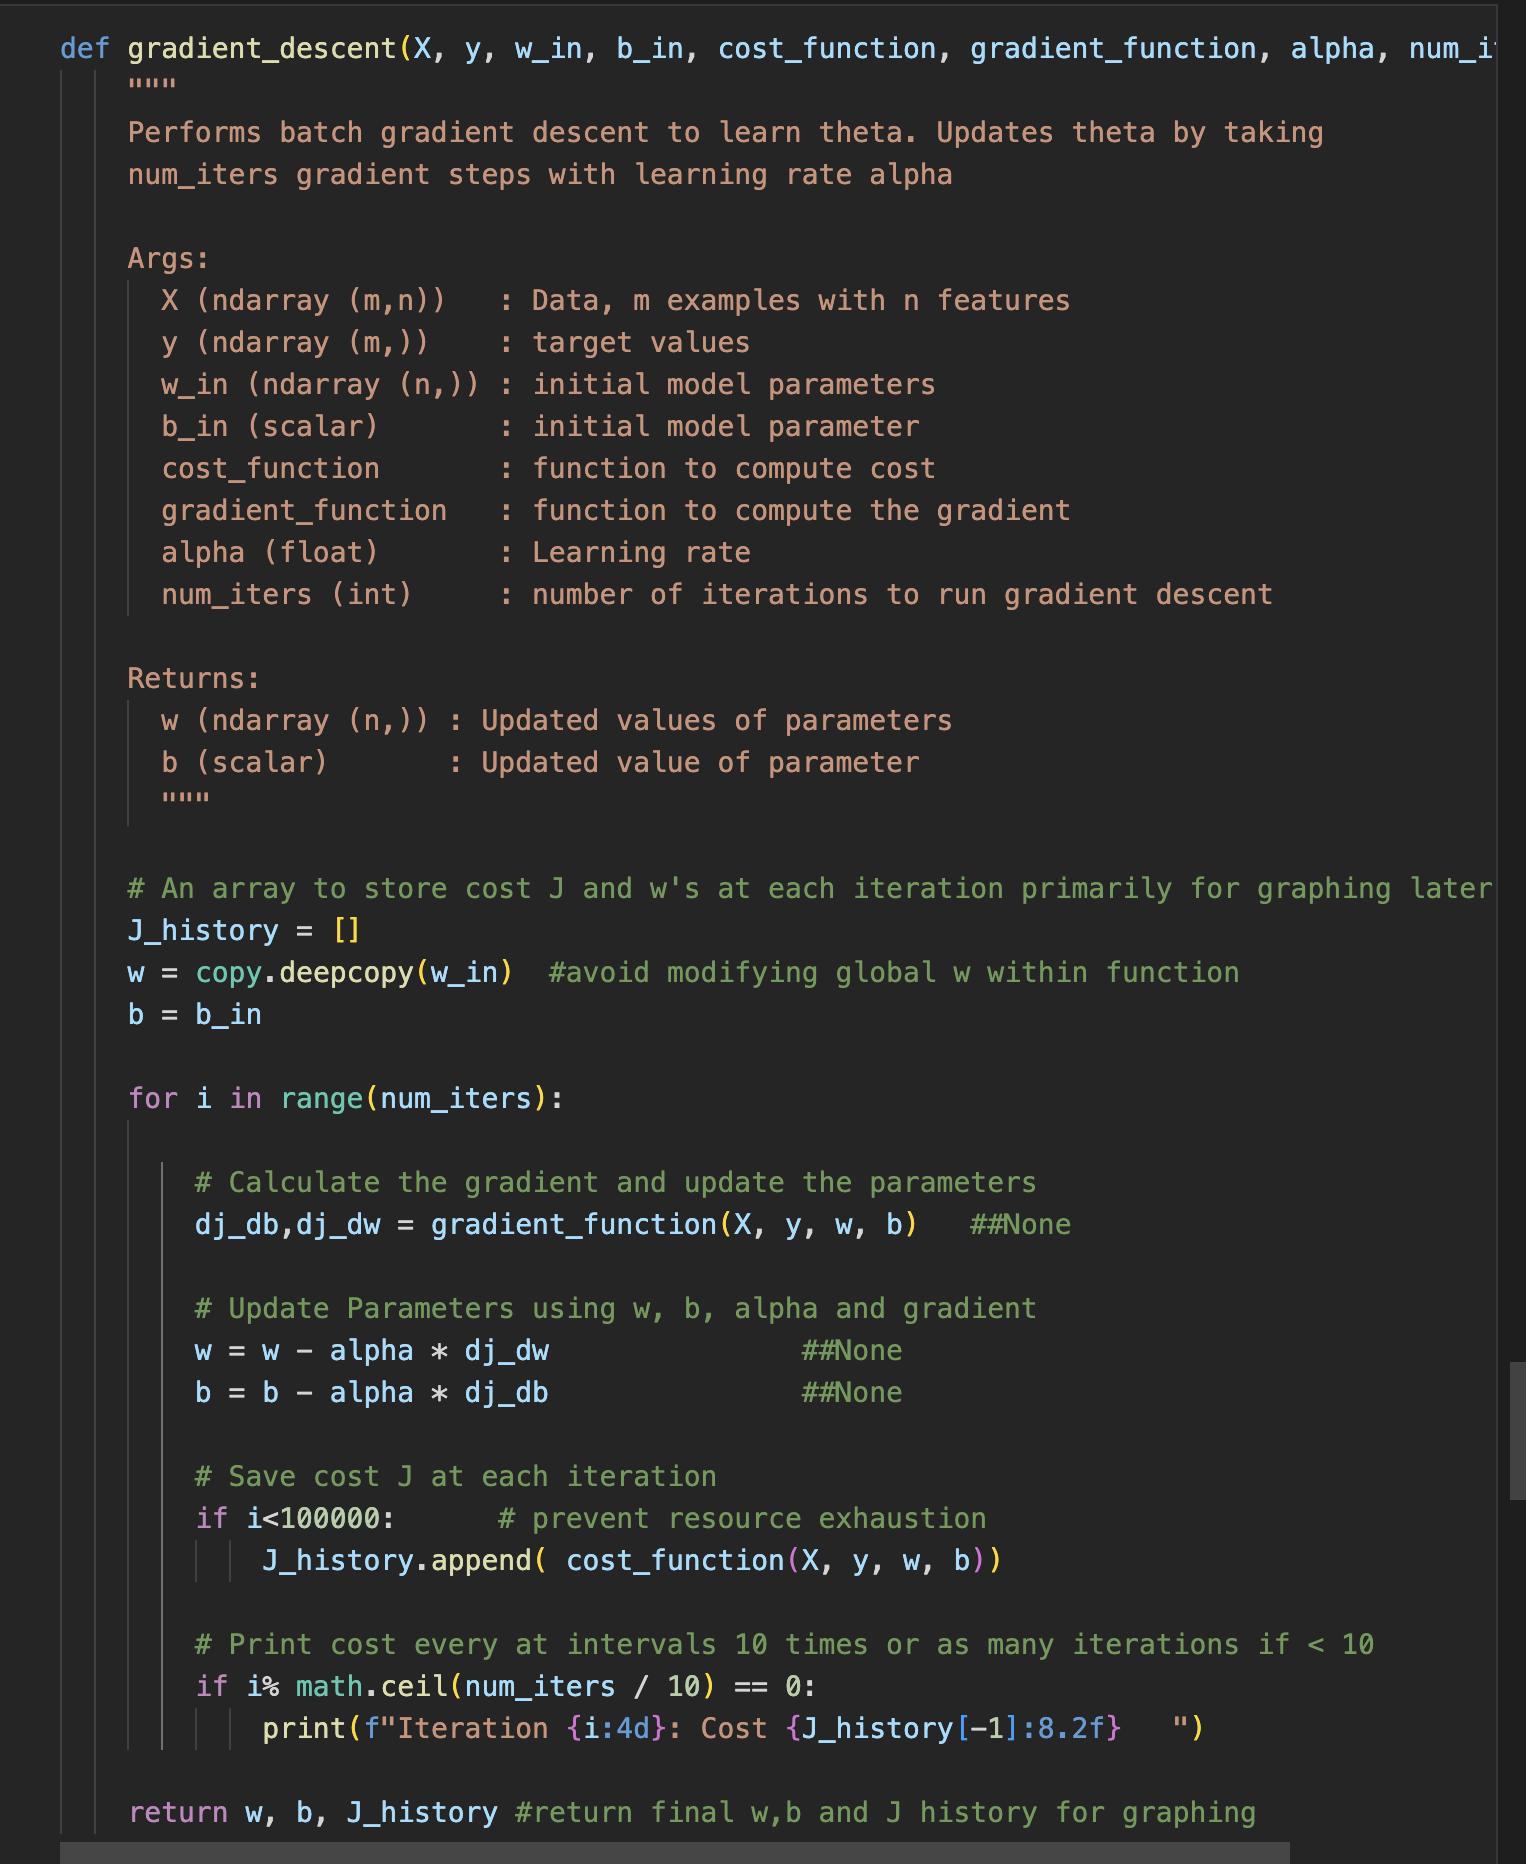 def gradient_descent(X, y, w_in, b_in, cost_function, gradient_function, alpha, num_i
"""
Performs batch gradient descent to learn theta. Updates theta by taking
num_iters gradient steps with learning rate alpha
Args:
X (ndarray (m,n))   : Data, m examples with n features
y (ndarray (m,))    : target values
w_in (ndarray (n,)) : initial model parameters
b_in (scalar)       : initial model parameter
cost_function       : function to compute cost
gradient_function   : function to compute the gradient
alpha (float)       : Learning rate
num_iters (int)     : number of iterations to run gradient descent
Returns:
w (ndarray (n,)) : Updated values of parameters
b (scalar)       : Updated value of parameter
"""
# An array to store cost J and w's at each iteration primarily for graphing later
J_history = []
w = copy.deepcopy(w_in)  #avoid modifying global w within function
b = b_in
for i in range(num_iters):
# Calculate the gradient and update the parameters
dj_db,dj_dw = gradient_function(X, y, w, b)   ##None
# Update Parameters using w, b, alpha and gradient
w = w - alpha * dj_dw               ##None
b = b - alpha * dj_db               ##None
# Save cost J at each iteration
if i<100000:      # prevent resource exhaustion
J_history.append( cost_function(X, y, w, b))
# Print cost every at intervals 10 times or as many iterations if < 10
if i% math.ceil(num_iters / 10) == 0:
print(f"Iteration {i:4d}: Cost {J_history[-1]:8.2f}   ")
return w, b, J_history #return final w,b and J history for graphing